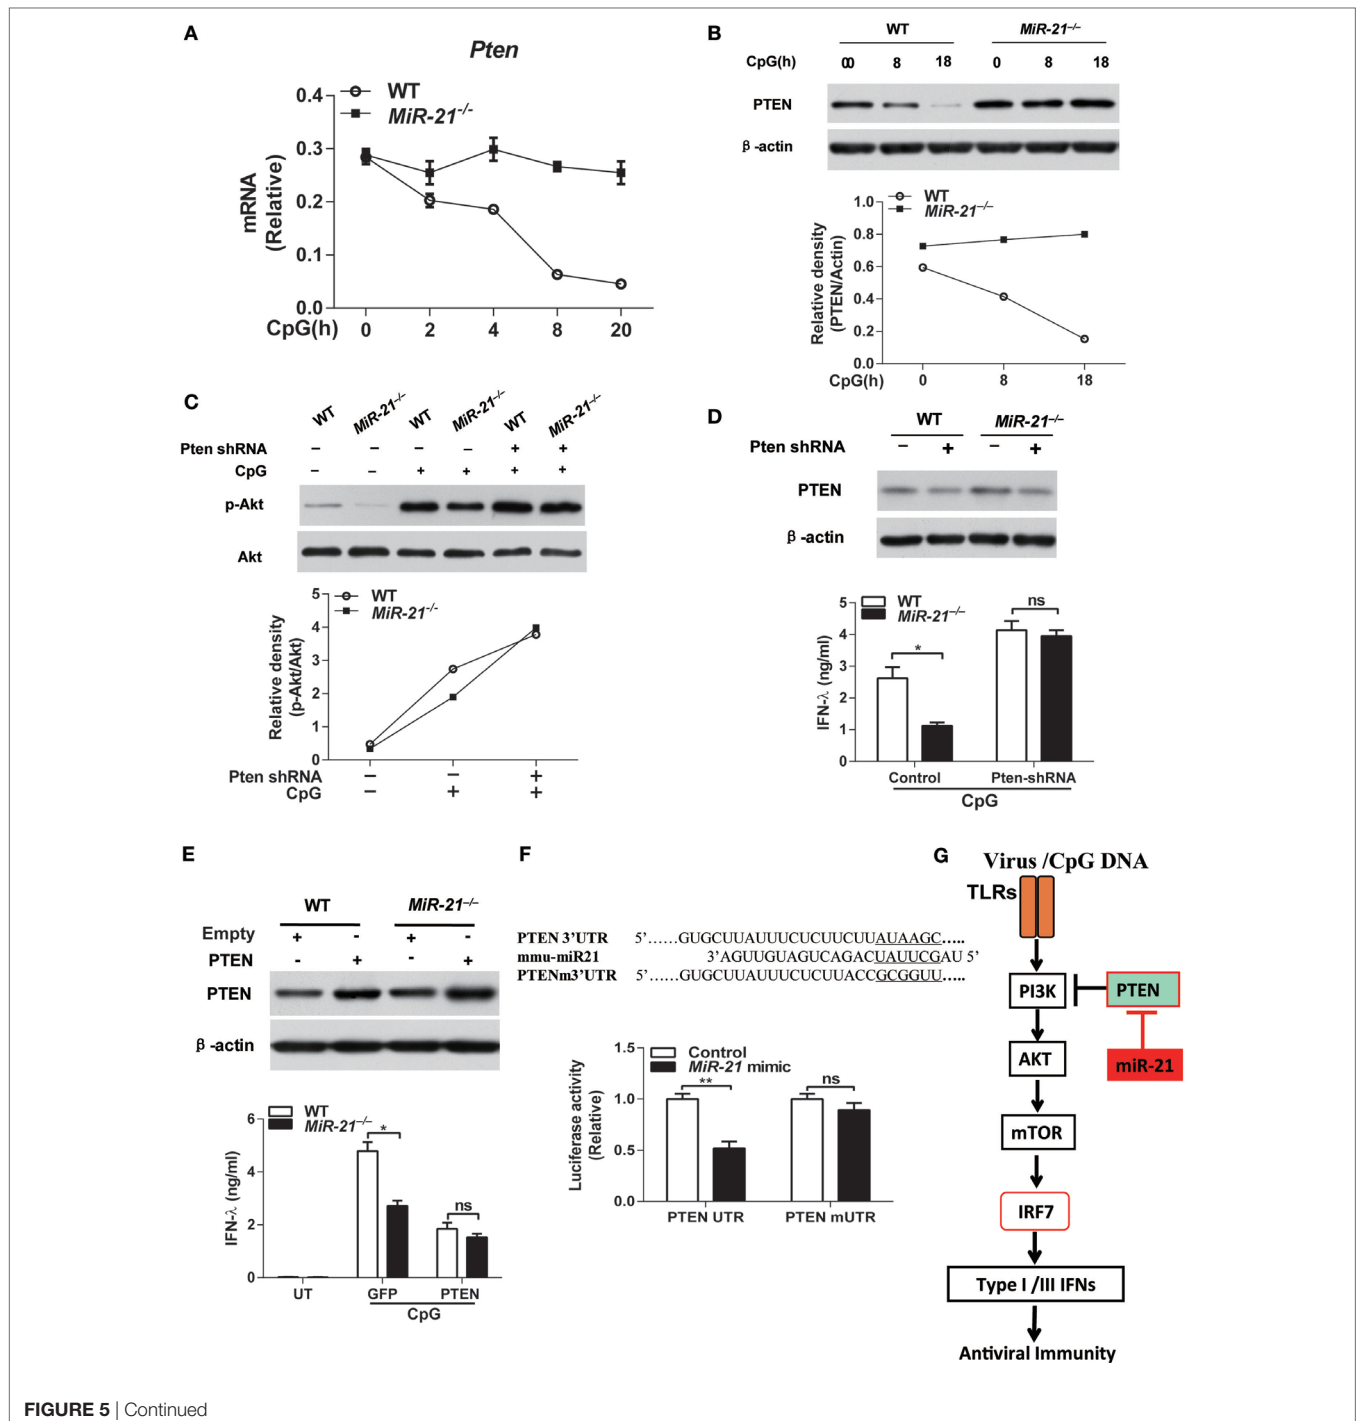 A
Pten
WT
MiR-21-/-
mRNA
(Relative)
0.4
0.3
0.2
0.1
0.0
CpG(h) 0 2 4 8 20
B
WT MiR-21-/-
CpG(h) 00 8 18 0 8 18
PTEN
β-actin
WT
MiR-21-/-
Relative density
(PTEN/Actin)
1.0
0.8
0.6
0.4
0.2
0.0
CpG(h) 0 8 18
C
WT MiR-21-/- WT MiR-21-/- WT MiR-21-/-
Pten shRNA – – – – + +
CpG – – + + + +
p-Akt
Akt
WT
MiR-21-/-
Relative density
(p-Akt/Akt)
5
4
3
2
1
0
Pten shRNA – – +
CpG – + +
D
WT MiR-21-/-
Pten shRNA – + – +
PTEN
β-actin
WT
MiR-21-/-
IFN-λ (ng/ml)
5
4
3
2
1
0
* ns
Control Pten-shRNA
CpG
E
WT MiR-21-/-
Empty + - + -
PTEN - + - +
PTEN
β-actin
WT
MiR-21-/-
IFN-λ (ng/ml)
6
4
2
0
* ns
UT GFP PTEN
CpG
F
PTEN 3’UTR 5’……GUGCUUAUUUCUCUUCUUAUAAGC…..
mmu-miR21 3’AGUUGUAGUCAGACUAUUCGAU 5’
PTENm3’UTR 5’……GUGCUUAUUUCUCUUACCGCGGUU…..
Control
MiR-21 mimic
Luciferase activity
(Relative)
1.5
1.0
0.5
0.0
** ns
PTEN UTR PTEN mUTR
G
Virus /CpG DNA
TLRs
PI3K PTEN
AKT miR-21
mTOR
IRF7
Type I /III IFNs
Antiviral Immunity
FIGURE 5 | Continued